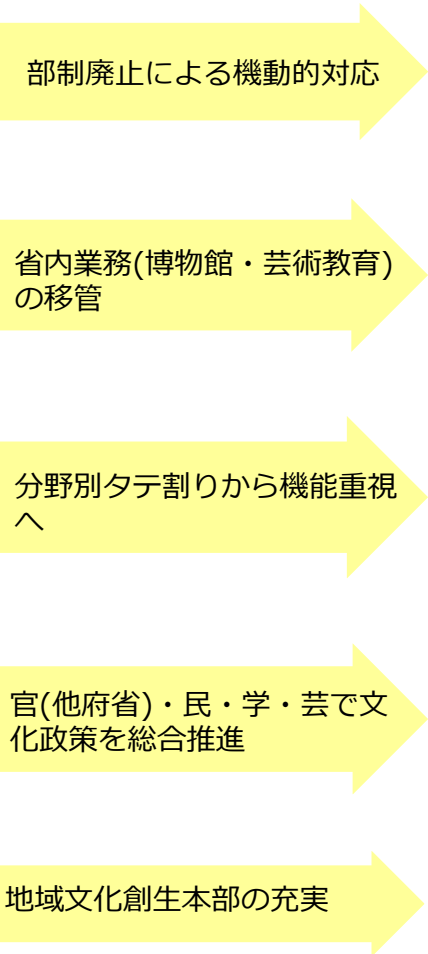 部制廃止による機動的対応
省内業務(博物館・芸術教育)
の移管
分野別タテ割りから機能重視
へ
官(他府省)・民・学・芸で文
化政策を総合推進
地域文化創生本部の充実